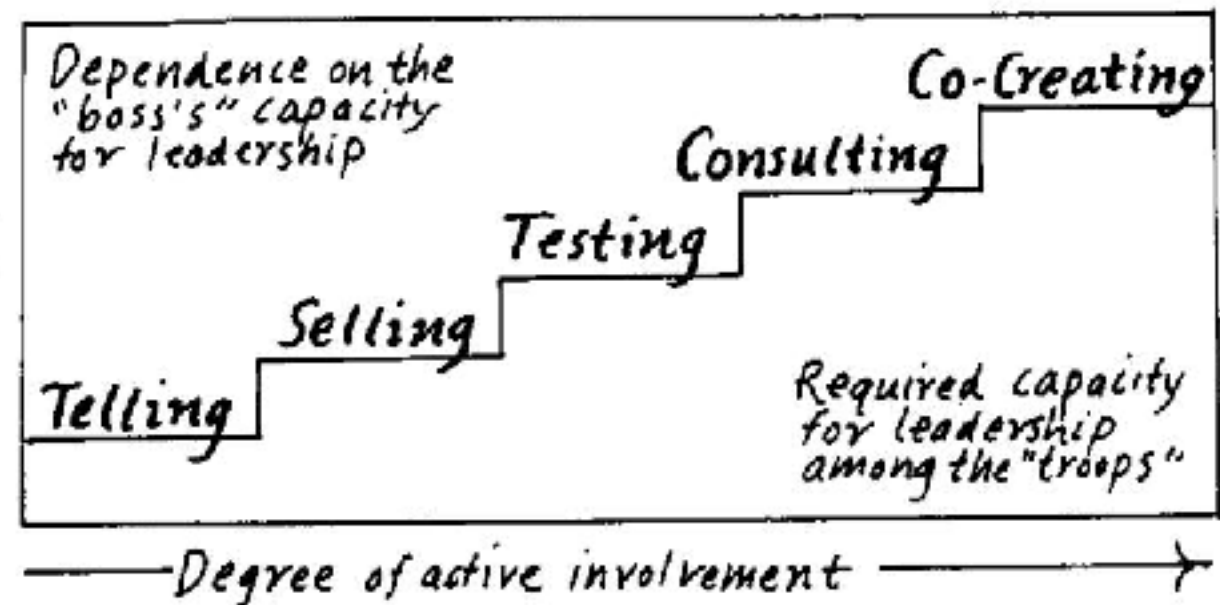 Dependence on the
"boss's" capacity
for leadership
Co-Creating
Consulting
Testing
Selling
Telling
Required capacity
for leadership
among the "troops"
Degree of active involvement